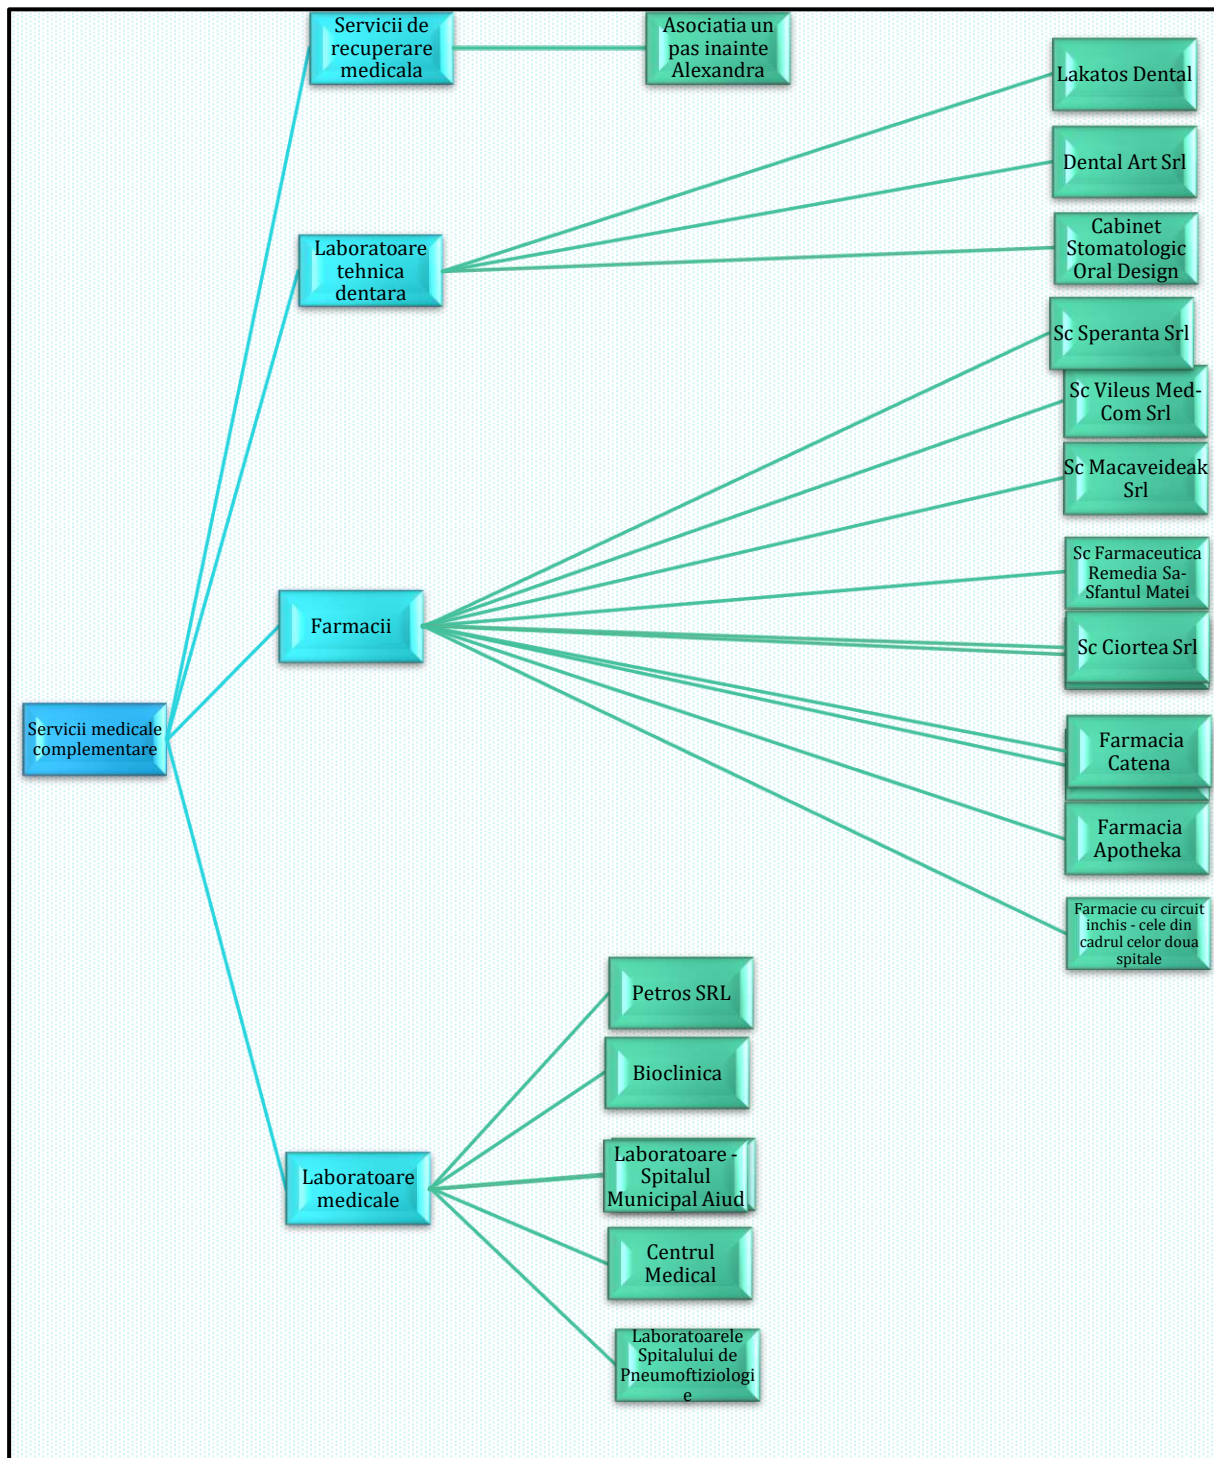 Servicii de
recuperare
medicala
Asociatia un
pas inainte
Alexandra
Lakatos Dental
Dental Art Srl
Laboratoare
tehnica
dentara
Cabinet
Stomatologic
Oral Design
Sc Speranta Srl
Sc Vileus Med-
Com Srl
Sc Macaveideak
Srl
Sc Farmaceutica
Remedia Sa-
Sfantul Matei
Farmacii
Sc Ciortea Srl
Servicii medicale
complementare
Farmacia
Catena
Farmacia
Apotheka
Farmacie cu circuit
inchis - cele din
cadrul celor doua
spitale
Petros SRL
Bioclinica
Laboratoare
medicale
Laboratoare -
Spitalul
Municipal Aiud
Centrul
Medical
Laboratoarele
Spitalului de
Pneumoftiziologi
e